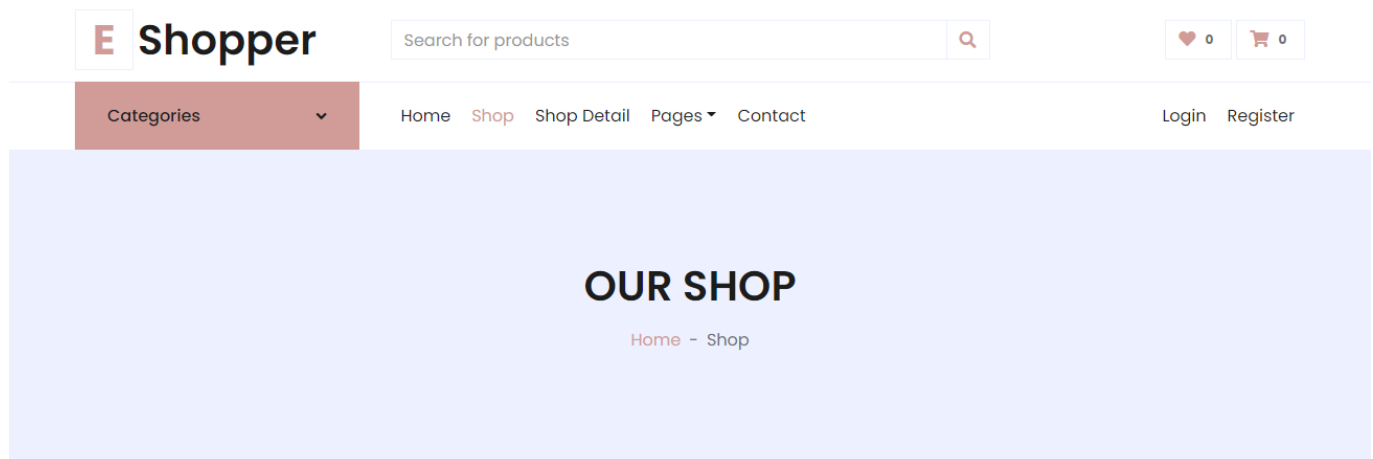 E Shopper
Search for products
0 0
Categories
Home Shop Shop Detail Pages Contact
Login Register
OUR SHOP
Home - Shop